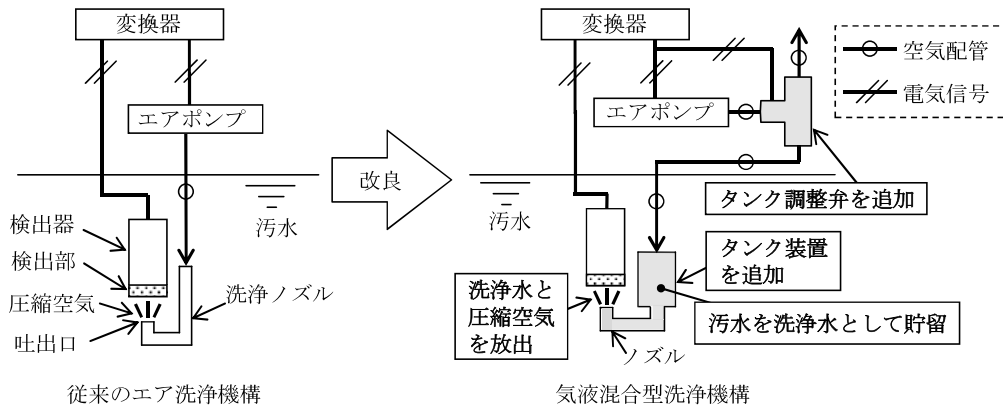 変換器
エアポンプ
汚水
検出器
検出部
圧縮空気
吐出口
洗浄ノズル
従来のエア洗浄機構
改良
変換器
エアポンプ
空気配管
電気信号
タンク調整弁を追加
汚水
タンク装置
を追加
洗浄水と
圧縮空気
を放出
汚水を洗浄水として貯留
ノズル
気液混合型洗浄機構